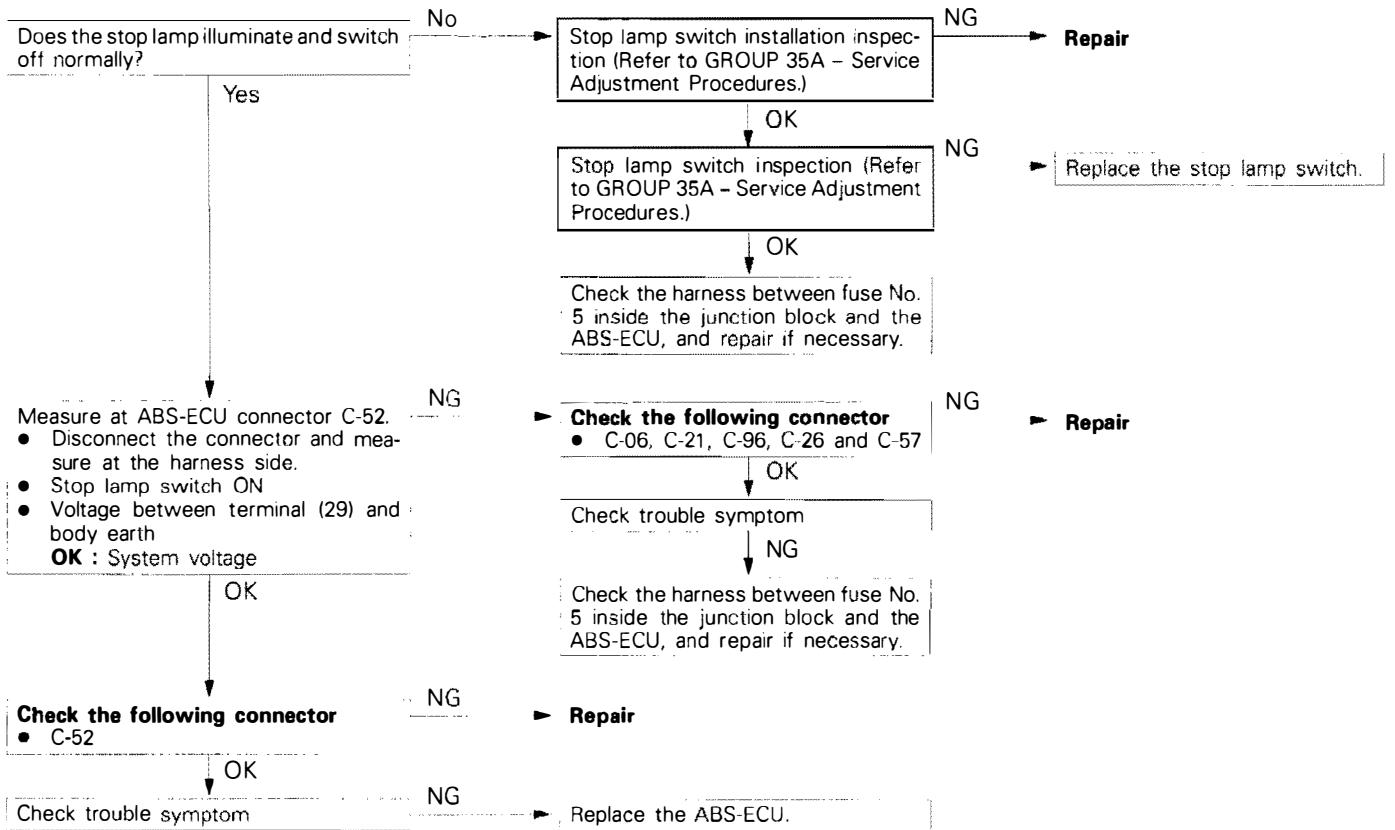 Does the stop lamp illuminate and switch
off normally?
No
Stop lamp switch installation inspec-
tion (Refer to GROUP 35A – Service
Adjustment Procedures.)
NG
Repair
Yes
OK
Stop lamp switch inspection (Refer
to GROUP 35A – Service Adjustment
Procedures.)
NG
Replace the stop lamp switch.
OK
Check the harness between fuse No.
5 inside the junction block and the
ABS-ECU, and repair if necessary.
Measure at ABS-ECU connector C-52.
● Disconnect the connector and mea-
sure at the harness side.
● Stop lamp switch ON
● Voltage between terminal (29) and
body earth
OK : System voltage
NG
Check the following connector
● C-06, C-21, C-96, C-26 and C-57
NG
Repair
OK
Check trouble symptom
NG
Check the harness between fuse No.
5 inside the junction block and the
ABS-ECU, and repair if necessary.
OK
Check the following connector
● C-52
NG
Repair
OK
Check trouble symptom
NG
Replace the ABS-ECU.